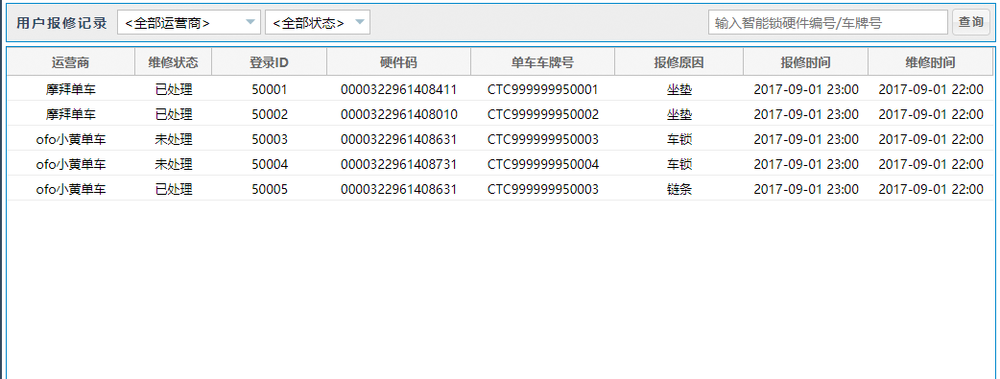 用户报修记录 <全部运营商> <全部状态> 输入智能锁硬件编号/车牌号 查询
运营商 维修状态 登录ID 硬件码 单车车牌号 报修原因 报修时间 维修时间
摩拜单车 已处理 50001 0000322961408411 CTC999999950001 坐垫 2017-09-01 23:00 2017-09-01 22:00
摩拜单车 已处理 50002 0000322961408010 CTC999999950002 坐垫 2017-09-01 23:00 2017-09-01 22:00
ofo小黄单车 未处理 50003 0000322961408631 CTC999999950003 车锁 2017-09-01 23:00 2017-09-01 22:00
ofo小黄单车 未处理 50004 0000322961408731 CTC999999950004 车锁 2017-09-01 23:00 2017-09-01 22:00
ofo小黄单车 已处理 50005 0000322961408631 CTC999999950003 链条 2017-09-01 23:00 2017-09-01 22:00